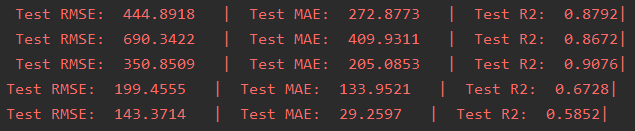 Test RMSE: 444.8918 | Test MAE: 272.8773 | Test R2: 0.8792|
Test RMSE: 690.3422 | Test MAE: 409.9311 | Test R2: 0.8672|
Test RMSE: 350.8509 | Test MAE: 205.0853 | Test R2: 0.9076|
Test RMSE: 199.4555 | Test MAE: 133.9521 | Test R2: 0.6728|
Test RMSE: 143.3714 | Test MAE: 29.2597 | Test R2: 0.5852|